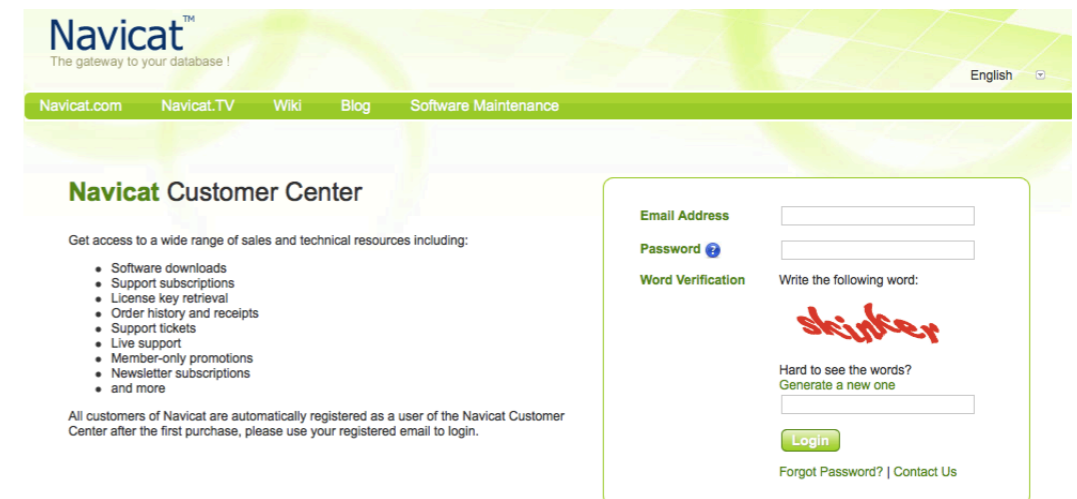 Navicat™
The gateway to your database !
English
Navicat.com Navicat.TV Wiki Blog Software Maintenance
Navicat Customer Center
Get access to a wide range of sales and technical resources including:
Software downloads
Support subscriptions
License key retrieval
Order history and receipts
Support tickets
Live support
Member-only promotions
Newsletter subscriptions
and more
All customers of Navicat are automatically registered as a user of the Navicat Customer
Center after the first purchase, please use your registered email to login.
Email Address
Password ?
Word Verification Write the following word:
skinker
Hard to see the words?
Generate a new one
Login
Forgot Password? | Contact Us